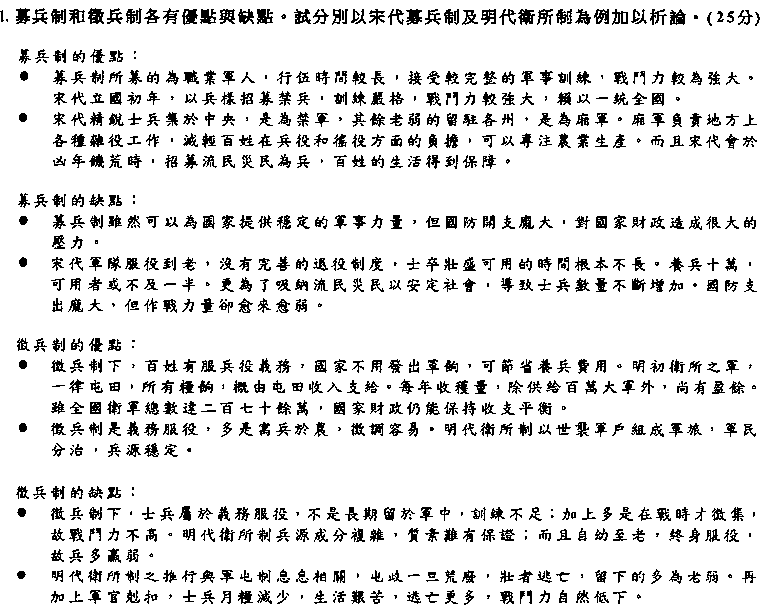 1. 募兵制和徵兵制各有優點與缺點。試分別以宋代募兵制及明代衛所制為例加以析論。(25分)
募兵制的優點：
● 募兵制所募的為職業軍人，行伍時間較長，接受較完整的軍事訓練，戰鬥力較為強大。
宋代立國初年，以兵樣招募禁兵，訓練嚴格，戰鬥力較強大，賴以一統全國。
● 宋代精銳士兵集於中央，是為禁軍，其餘老弱的留駐各州，是為廂軍。廂軍負責地方上
各種雜役工作，減輕百姓在兵役和徭役方面的負擔，可以專注農業生產。而且宋代會於
凶年饑荒時，招募流民災民為兵，百姓的生活得到保障。
募兵制的缺點：
● 募兵制雖然可以為國家提供穩定的軍事力量，但國防開支龐大，對國家財政造成很大的
壓力。
● 宋代軍隊服役到老，沒有完善的退役制度，士卒壯盛可用的時間根本不長。養兵十萬，
可用者或不及一半。更為了吸納流民災民以安定社會，導致士兵數量不斷增加。國防支
出龐大，但作戰力量卻愈來愈弱。
徵兵制的優點：
● 徵兵制下，百姓有服兵役義務，國家不用發出軍餉，可節省養兵費用。明初衛所之軍，
一律屯田，所有糧餉，概由屯田收入支給。每年收穫量，除供給百萬大軍外，尚有盈餘。
雖全國衛軍總數達二百七十餘萬，國家財政仍能保持收支平衡。
● 徵兵制是義務服役，多是寓兵於農，徵調容易。明代衛所制以世襲軍戶組成軍旅，軍民
分治，兵源穩定。
徵兵制的缺點：
● 徵兵制下，士兵屬於義務服役，不是長期留於軍中，訓練不足；加上多是在戰時才徵集，
故戰鬥力不高。明代衛所制兵源成分複雜，質素難有保證；而且自幼至老，終身服役，
故兵多羸弱。
● 明代衛所制之推行與軍屯制息息相關，屯政一旦荒廢，壯者逃亡，留下的多為老弱。再
加上軍官剋扣，士兵月糧減少，生活艱苦，逃亡更多，戰鬥力自然低下。